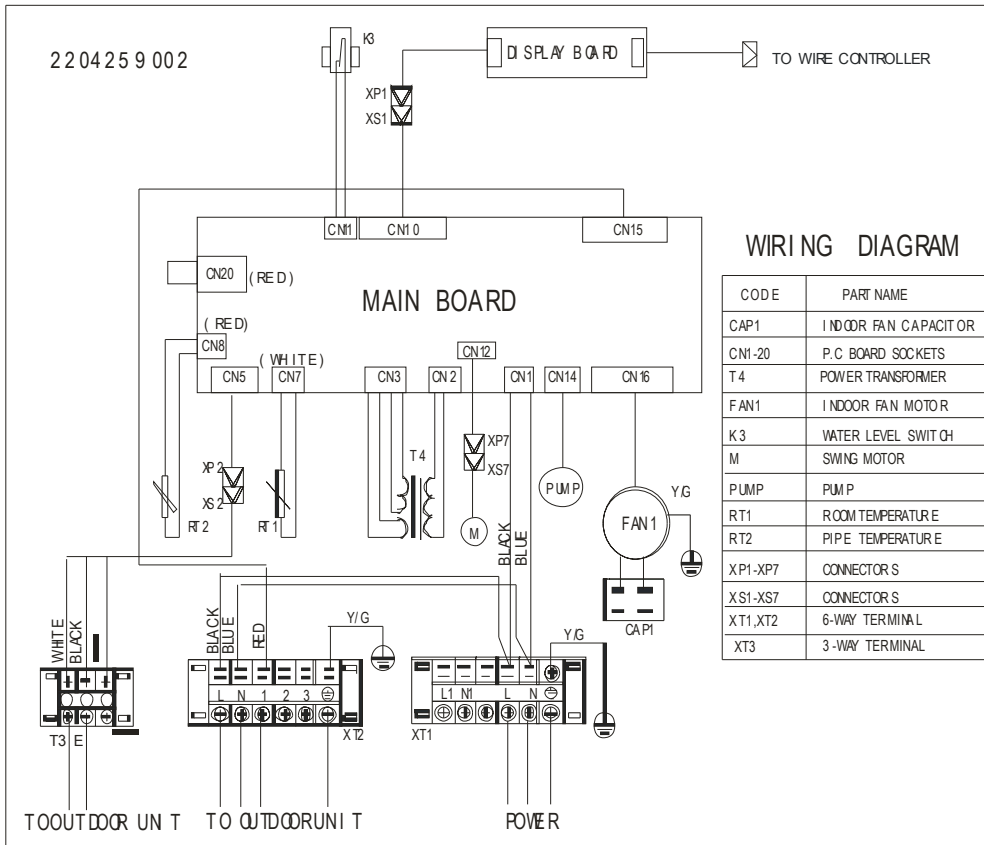 2204259002
K3
DISPLAY BOARD
TO WIRE CONTROLLER
XP1
XS1
CN11
CN10
CN15
CN20
(RED)
MAIN BOARD
(RED)
CN8
(WHITE)
CN12
CN5
CN7
CN3
CN2
CN1
CN14
CN16
XP2
XS2
RT2
RT1
T4
XP7
XS7
M
BLACK
BLUE
PUMP
FAN1
Y/G
CAP1
WHITE
BLACK
BLACK
BLUE
RED
Y/G
Y/G
L N 1 2 3
L1 N1 L N
T3 E
XT2
XT1
TO OUTDOOR UNIT
TO OUTDOOR UNIT
POWER
WIRING DIAGRAM
CODE PART NAME
CAP1 INDOOR FAN CAPACITOR
CN1-20 P.C BOARD SOCKETS
T4 POWER TRANSFORMER
FAN1 INDOOR FAN MOTOR
K3 WATER LEVEL SWITCH
M SWING MOTOR
PUMP PUMP
RT1 ROOM TEMPERATURE
RT2 PIPE TEMPERATURE
XP1-XP7 CONNECTORS
XS1-XS7 CONNECTORS
XT1,XT2 6-WAY TERMINAL
XT3 3-WAY TERMINAL